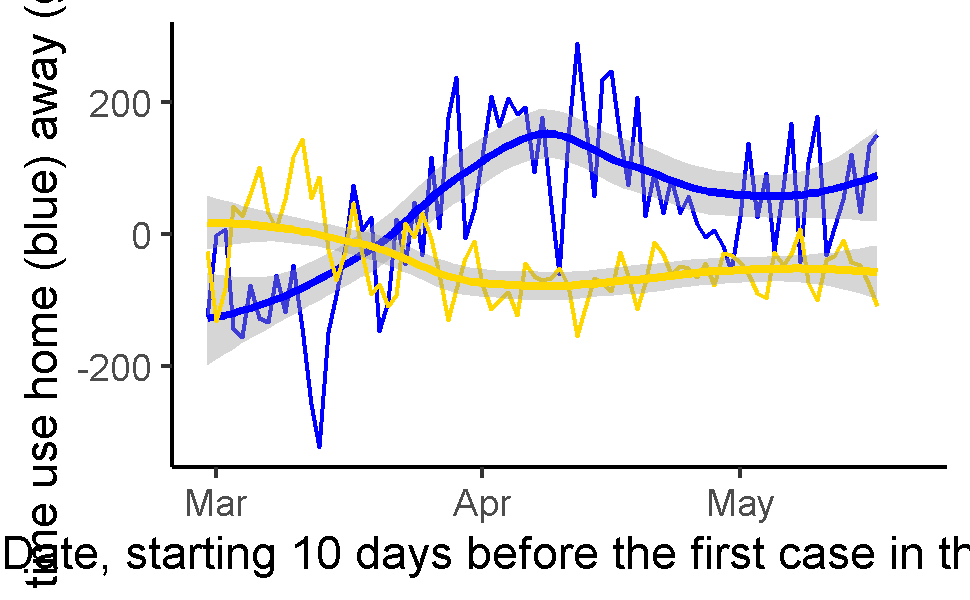 time use home (blue) away (
200
0
-200
Mar Apr May
Date, starting 10 days before the first case in th